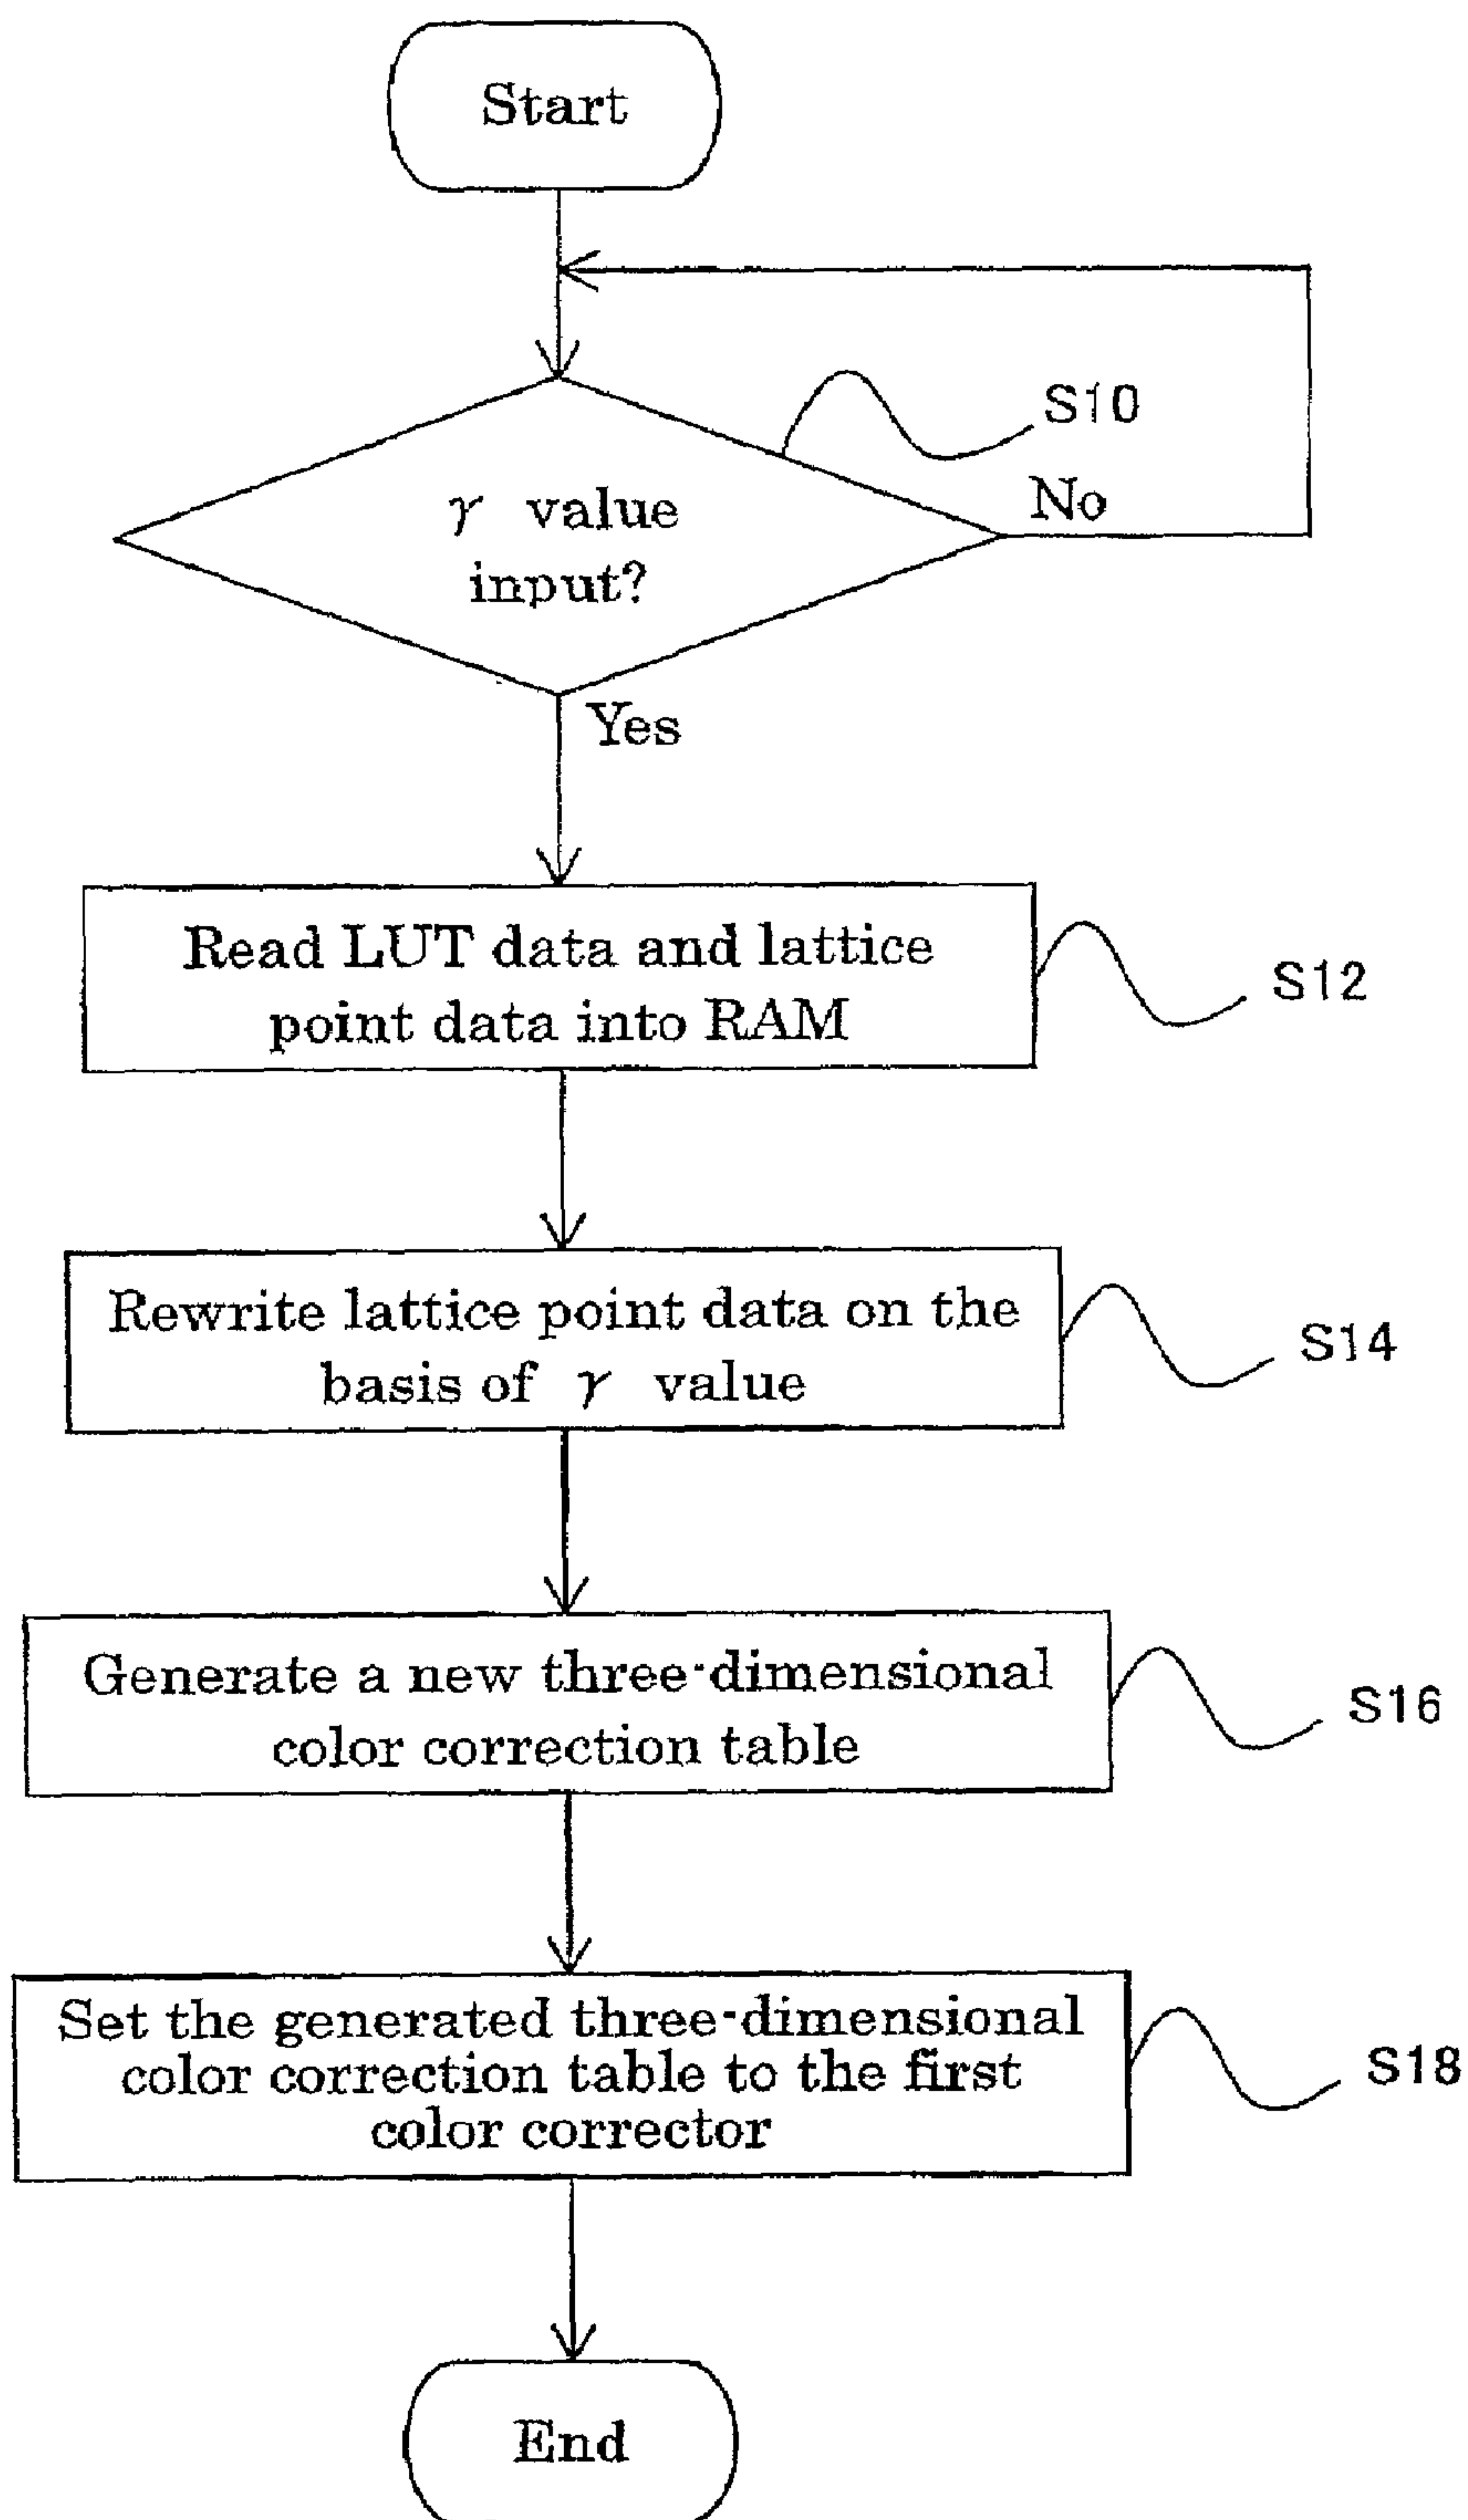 Start
S10
γ value
input?
No
Yes
Read LUT data and lattice
point data into RAM
S12
Rewrite lattice point data on the
basis of γ value
S14
Generate a new three-dimensional
color correction table
S16
Set the generated three-dimensional
color correction table to the first
color corrector
S18
End